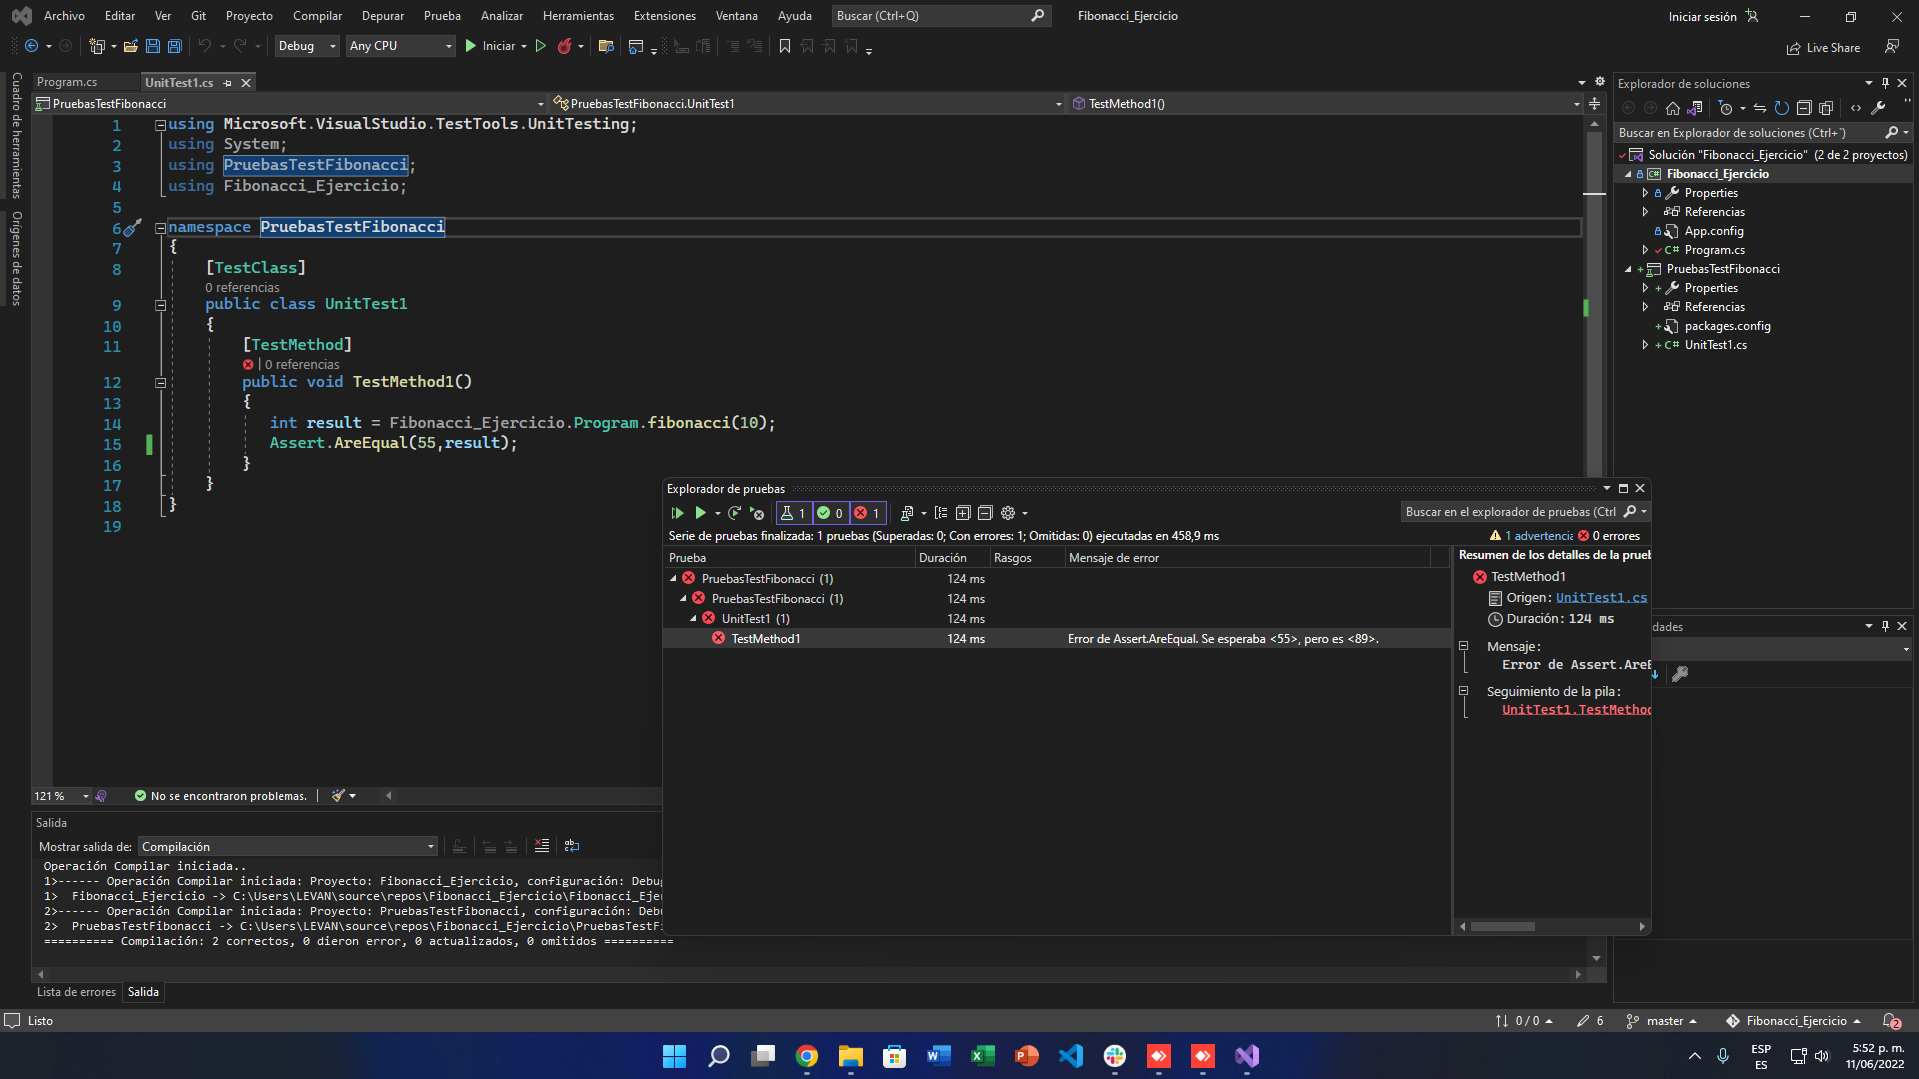 Archivo Editar Ver Git Proyecto Compilar Depurar Prueba Analizar Herramientas Extensiones Ventana Ayuda Buscar (Ctrl+Q) Fibonacci_Ejercicio Iniciar sesión
Debug Any CPU Iniciar Live Share
Cuadro de herramientas
Orígenes de datos
Program.cs UnitTest1.cs
PruebasTestFibonacci PruebasTestFibonacci.UnitTest1 TestMethod1()
1 using Microsoft.VisualStudio.TestTools.UnitTesting;
2 using System;
3 using PruebasTestFibonacci;
4 using Fibonacci_Ejercicio;
5
6 namespace PruebasTestFibonacci
7 {
8 [TestClass]
0 referencias
9 public class UnitTest1
10 {
11 [TestMethod]
| 0 referencias
12 public void TestMethod1()
13 {
14 int result = Fibonacci_Ejercicio.Program.fibonacci(10);
15 Assert.AreEqual(55,result);
16 }
17 }
18 }
19
121 % No se encontraron problemas.
Explorador de soluciones
Buscar en Explorador de soluciones (Ctrl+`)
Solución "Fibonacci_Ejercicio" (2 de 2 proyectos)
Fibonacci_Ejercicio
Properties
Referencias
App.config
C# Program.cs
PruebasTestFibonacci
Properties
Referencias
packages.config
C# UnitTest1.cs
Explorador de pruebas
1 0 1 Buscar en el explorador de pruebas (Ctrl
Serie de pruebas finalizada: 1 pruebas (Superadas: 0; Con errores: 1; Omitidas: 0) ejecutadas en 458,9 ms 1 advertencia 0 errores
Prueba Duración Rasgos Mensaje de error
PruebasTestFibonacci (1) 124 ms
PruebasTestFibonacci (1) 124 ms
UnitTest1 (1) 124 ms
TestMethod1 124 ms Error de Assert.AreEqual. Se esperaba <55>, pero es <89>.
Resumen de los detalles de la prueb
TestMethod1
Origen: UnitTest1.cs
Duración: 124 ms
Mensaje:
Error de Assert.AreE
Seguimiento de la pila:
UnitTest1.TestMethod
dades
Salida
Mostrar salida de: Compilación
Operación Compilar iniciada..
1>------ Operación Compilar iniciada: Proyecto: Fibonacci_Ejercicio, configuración: Debug
1> Fibonacci_Ejercicio -> C:\Users\LEVAN\source\repos\Fibonacci_Ejercicio\Fibonacci_Ejer
2>------ Operación Compilar iniciada: Proyecto: PruebasTestFibonacci, configuración: Deb
2> PruebasTestFibonacci -> C:\Users\LEVAN\source\repos\Fibonacci_Ejercicio\PruebasTestFi
========== Compilación: 2 correctos, 0 dieron error, 0 actualizados, 0 omitidos ==========
Lista de errores Salida
Listo 0 / 0 6 master Fibonacci_Ejercicio 2
ESP
ES
5:52 p. m.
11/06/2022